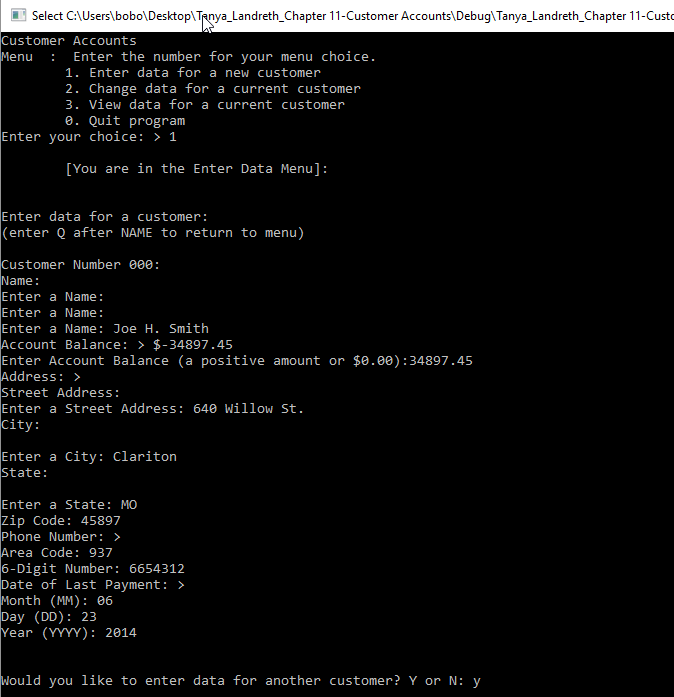 Select C:\Users\bobo\Desktop\Tanya_Landreth_Chapter 11-Customer Accounts\Debug\Tanya_Landreth_Chapter 11-Custo
Customer Accounts
Menu  :  Enter the number for your menu choice.
        1. Enter data for a new customer
        2. Change data for a current customer
        3. View data for a current customer
        0. Quit program
Enter your choice: > 1
        [You are in the Enter Data Menu]:
Enter data for a customer:
(enter Q after NAME to return to menu)
Customer Number 000:
Name:
Enter a Name:
Enter a Name:
Enter a Name: Joe H. Smith
Account Balance: > $-34897.45
Enter Account Balance (a positive amount or $0.00):34897.45
Address: >
Street Address:
Enter a Street Address: 640 Willow St.
City:
Enter a City: Clariton
State:
Enter a State: MO
Zip Code: 45897
Phone Number: >
Area Code: 937
6-Digit Number: 6654312
Date of Last Payment: >
Month (MM): 06
Day (DD): 23
Year (YYYY): 2014
Would you like to enter data for another customer? Y or N: y